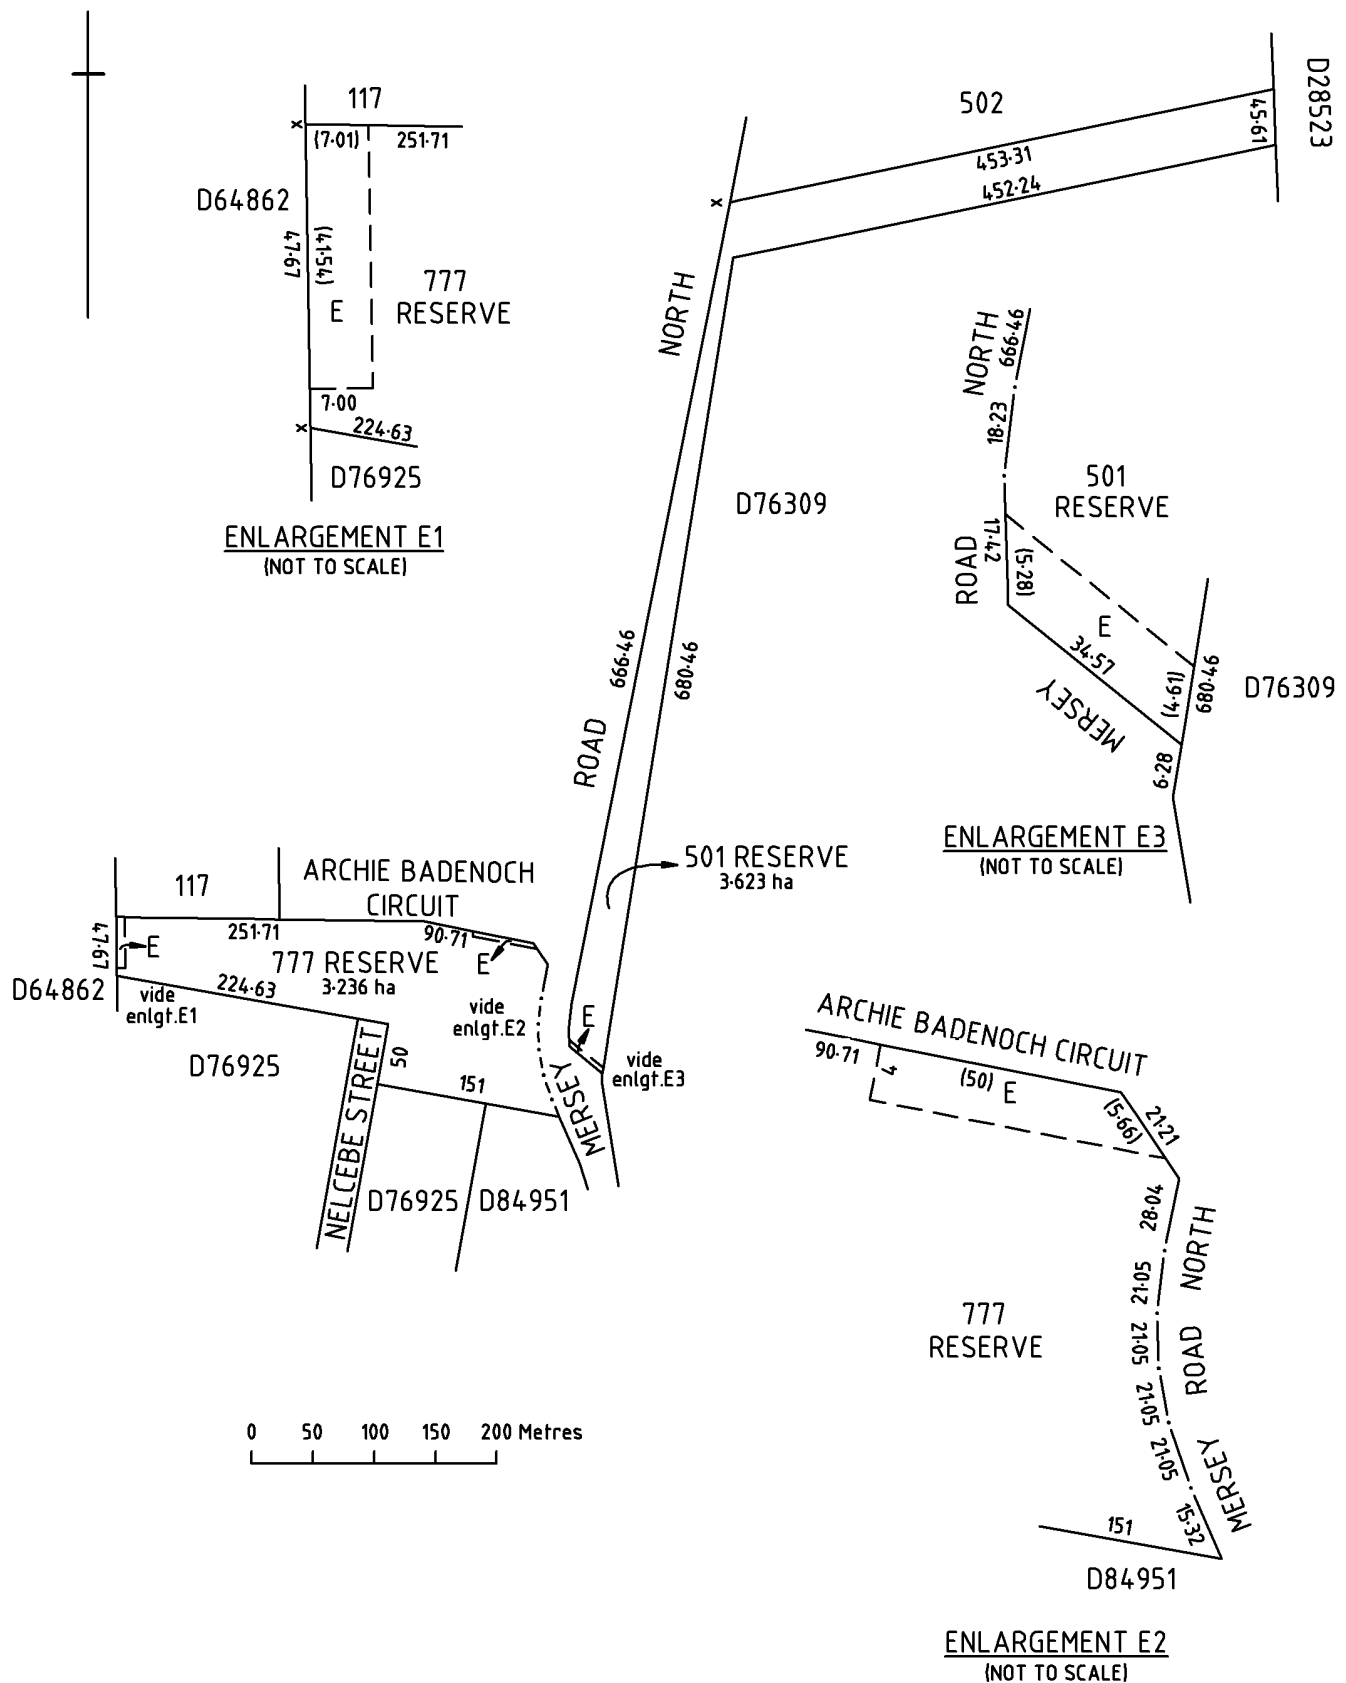 117
(7·01)
251·71
D64862
47·67
(41·54)
E
777
RESERVE
7·00
224·63
D76925
ENLARGEMENT E1
(NOT TO SCALE)
502
453·31
452·24
45·61
D28523
x
x
x
NORTH
ROAD
666·46
680·46
D76309
501 RESERVE
3·623 ha
NORTH
666·46
18·23
501
RESERVE
ROAD
17·42
(5·28)
E
34·57
MERSEY
(4·61)
680·46
D76309
6·28
ENLARGEMENT E3
(NOT TO SCALE)
117
ARCHIE BADENOCH
CIRCUIT
47·67
E
251·71
90·71
E
777 RESERVE
3·236 ha
D64862
vide
enlgt.E1
224·63
vide
enlgt.E2
E
vide
enlgt.E3
D76925
NELCEBE STREET
50
151
MERSEY
D76925
D84951
ARCHIE BADENOCH CIRCUIT
90·71
4
(50)
E
(5·66)
21·21
28·04
21·05
21·05
21·05
21·05
15·32
NORTH
ROAD
MERSEY
777
RESERVE
151
D84951
ENLARGEMENT E2
(NOT TO SCALE)
0 50 100 150 200 Metres